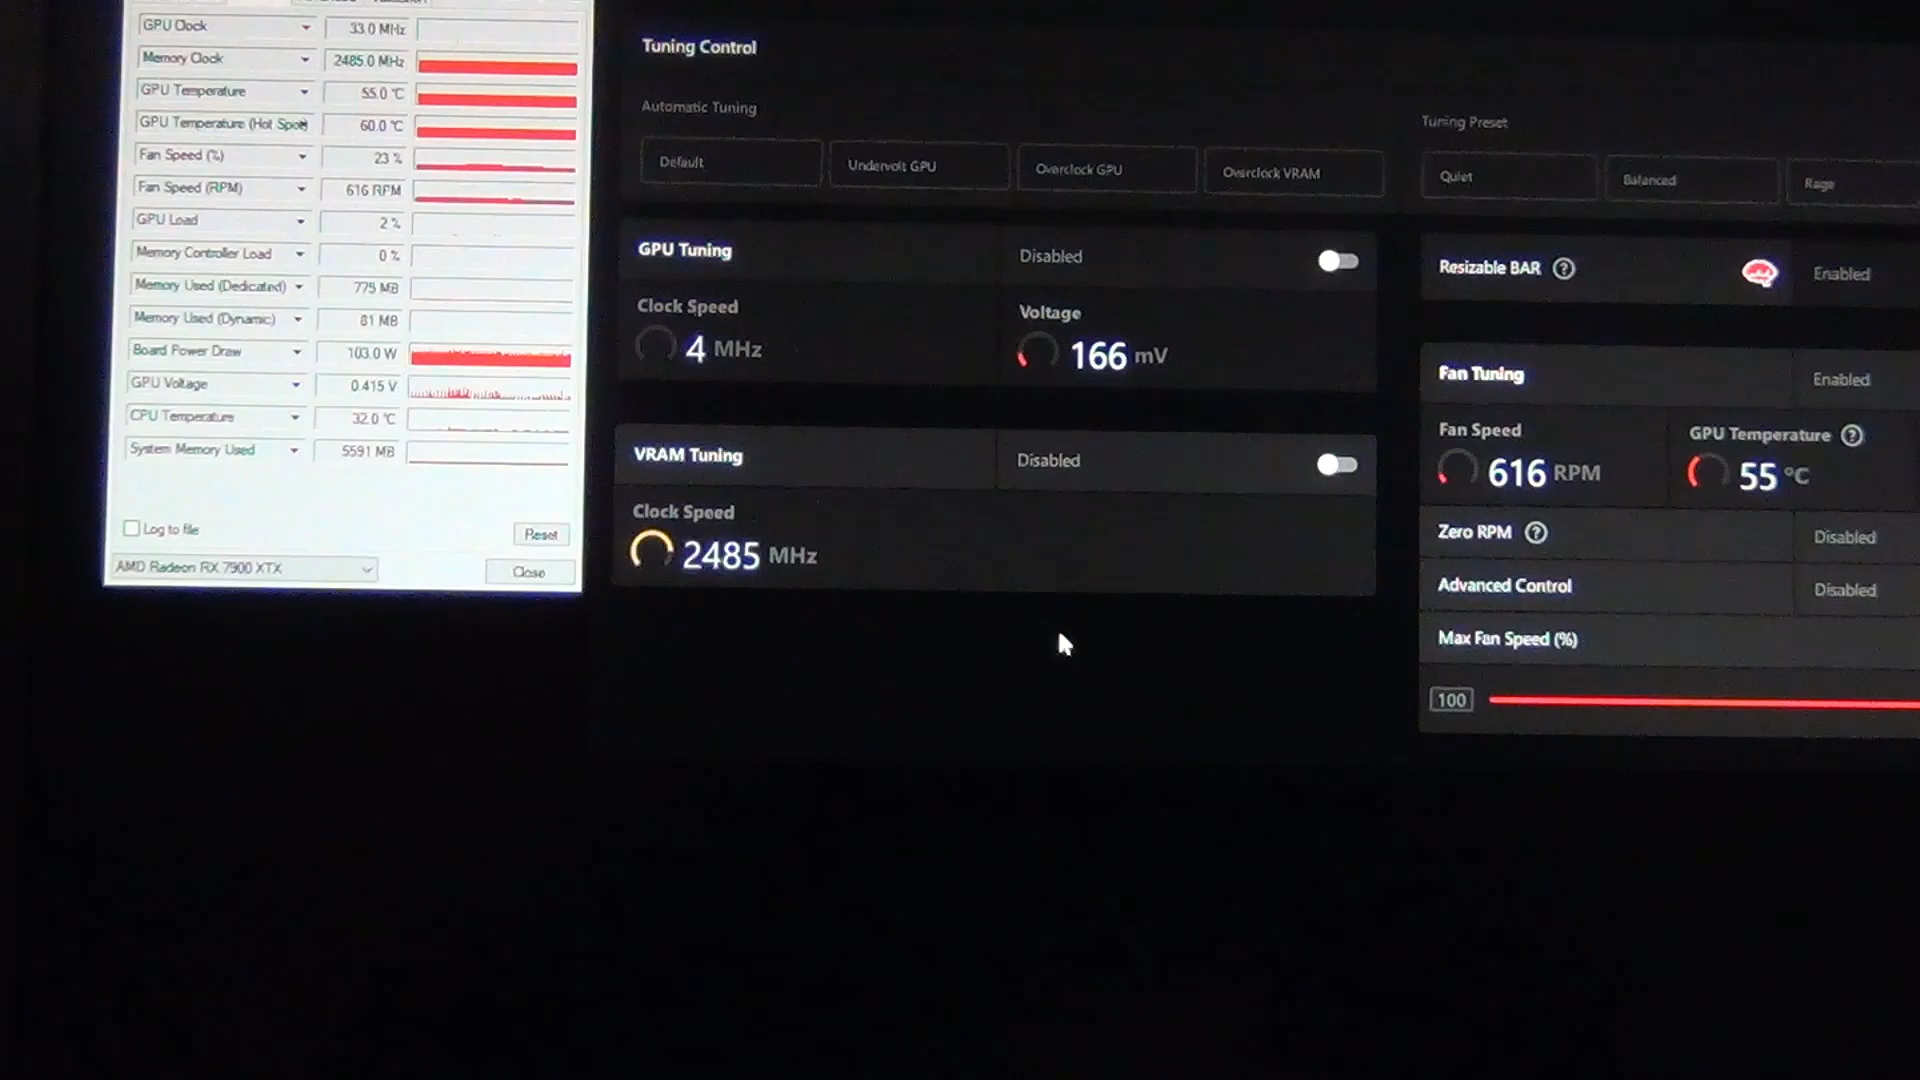 GPU Clock 33.0 MHz
Memory Clock 2485.0 MHz
GPU Temperature 55.0 °C
GPU Temperature (Hot Spot) 60.0 °C
Fan Speed (%) 23 %
Fan Speed (RPM) 616 RPM
GPU Load 2 %
Memory Controller Load 0 %
Memory Used (Dedicated) 775 MB
Memory Used (Dynamic) 81 MB
Board Power Draw 103.0 W
GPU Voltage 0.415 V
CPU Temperature 32.0 °C
System Memory Used 5591 MB
Log to file
Reset
AMD Radeon RX 7900 XTX
Close
Tuning Control
Automatic Tuning
Default Undervolt GPU Overclock GPU Overclock VRAM
GPU Tuning Disabled
Clock Speed Voltage
4 MHz 166 mV
VRAM Tuning Disabled
Clock Speed
2485 MHz
Tuning Preset
Quiet Balanced Rage
Resizable BAR ? Enabled
Fan Tuning Enabled
Fan Speed GPU Temperature ?
616 RPM 55 °C
Zero RPM ? Disabled
Advanced Control Disabled
Max Fan Speed (%)
100